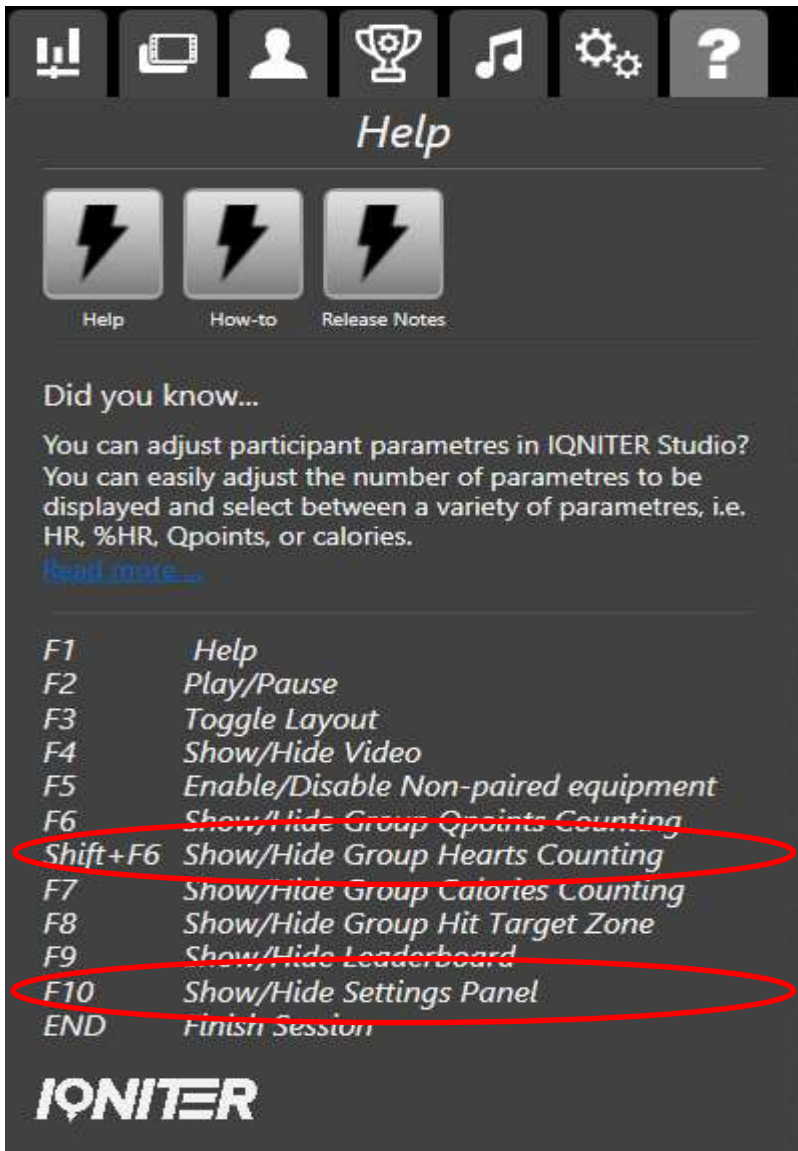 Help
Help How-to Release Notes
Did you know...
You can adjust participant parametres in IQNITER Studio?
You can easily adjust the number of parametres to be
displayed and select between a variety of parametres, i.e.
HR, %HR, Qpoints, or calories.
Read more ...
F1 Help
F2 Play/Pause
F3 Toggle Layout
F4 Show/Hide Video
F5 Enable/Disable Non-paired equipment
F6 Show/Hide Group Qpoints Counting
Shift+F6 Show/Hide Group Hearts Counting
F7 Show/Hide Group Calories Counting
F8 Show/Hide Group Hit Target Zone
F9 Show/Hide Leaderboard
F10 Show/Hide Settings Panel
END Finish Session
IQNITER